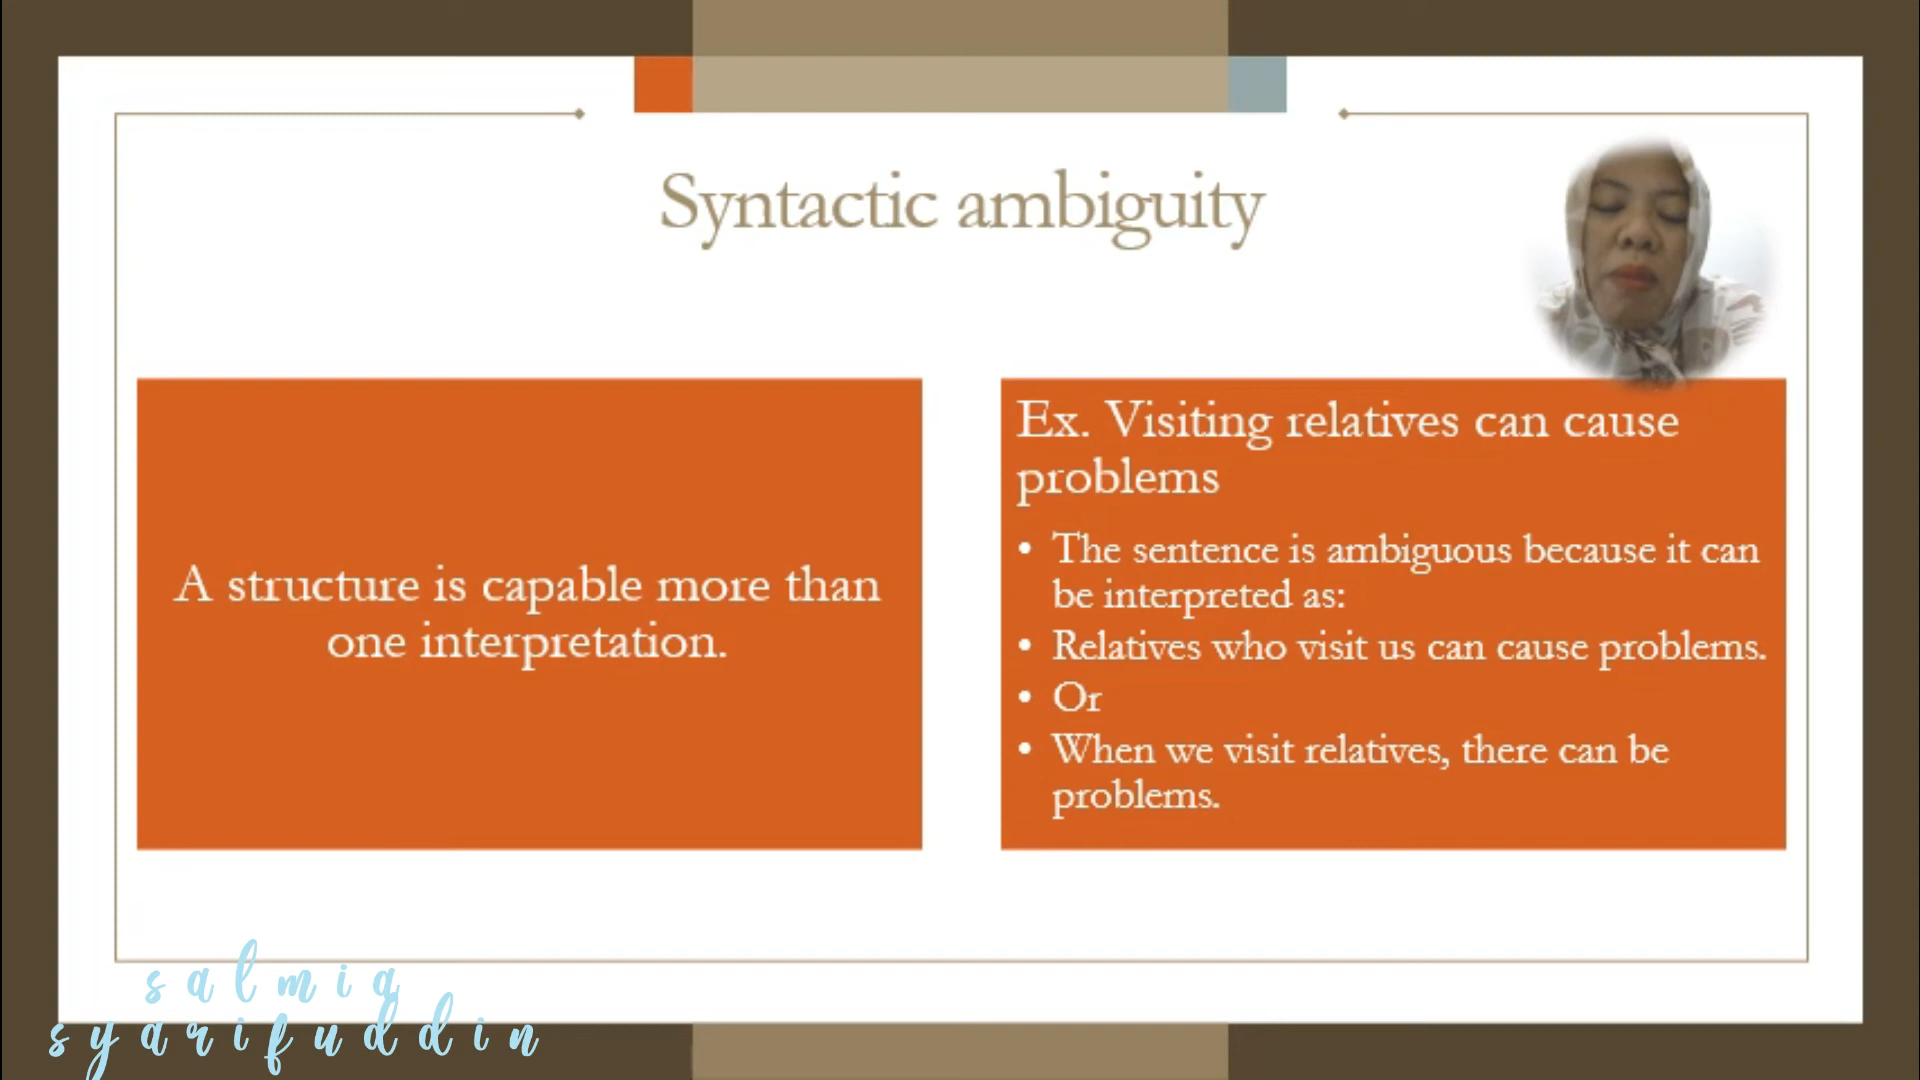 Syntactic ambiguity
A structure is capable more than
one interpretation.
Ex. Visiting relatives can cause
problems
• The sentence is ambiguous because it can
be interpreted as:
• Relatives who visit us can cause problems.
• Or
• When we visit relatives, there can be
problems.
salmia
syarifuddin